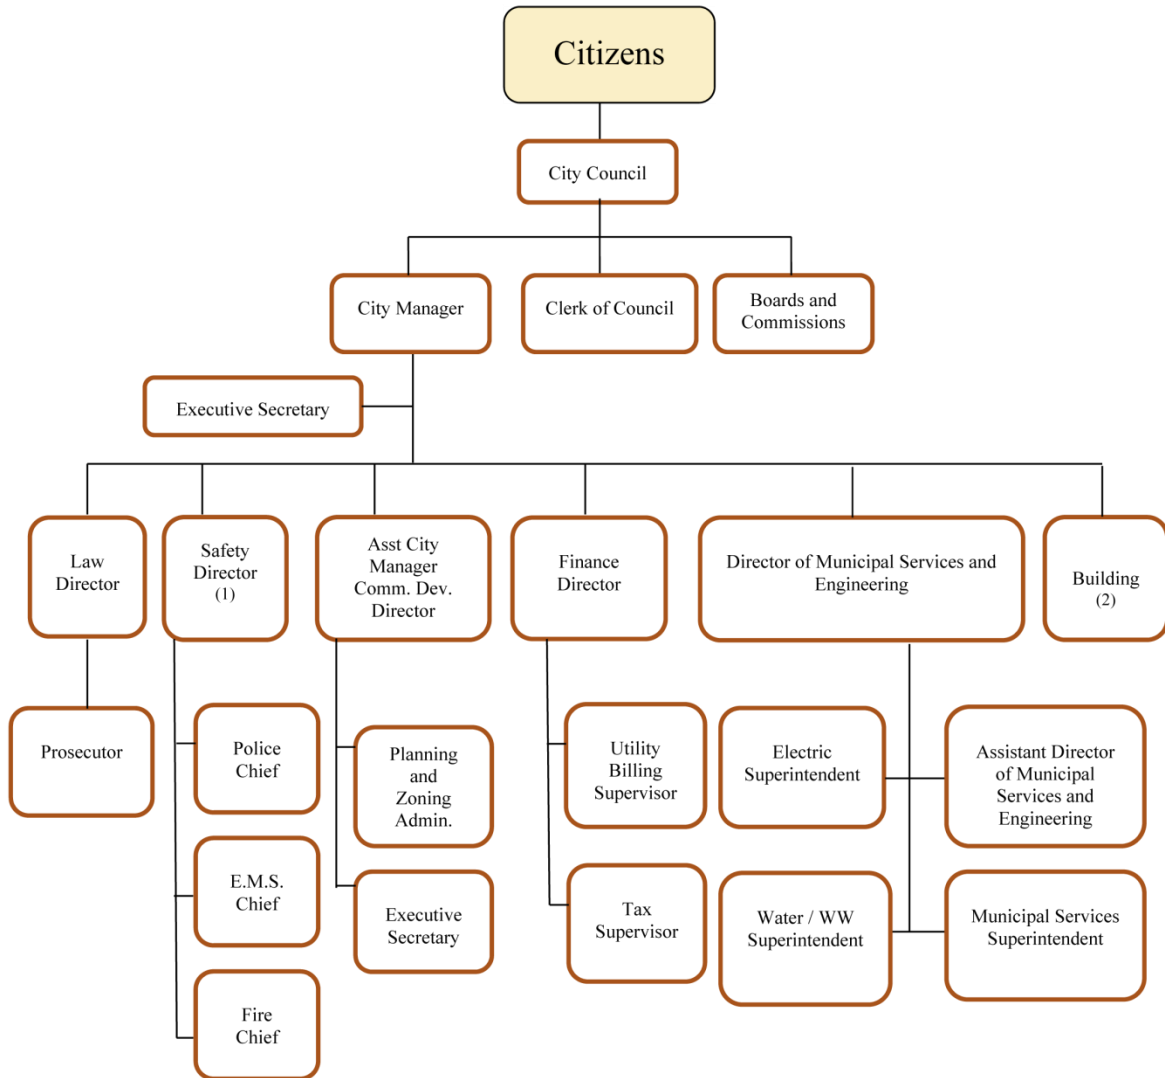 Citizens
City Council
City Manager
Clerk of Council
Boards and
Commissions
Executive Secretary
Law
Director
Safety
Director
(1)
Asst City
Manager
Comm. Dev.
Director
Finance
Director
Director of Municipal Services and
Engineering
Building
(2)
Prosecutor
Police
Chief
E.M.S.
Chief
Fire
Chief
Planning
and
Zoning
Admin.
Executive
Secretary
Utility
Billing
Supervisor
Tax
Supervisor
Electric
Superintendent
Assistant Director
of Municipal
Services and
Engineering
Water / WW
Superintendent
Municipal Services
Superintendent